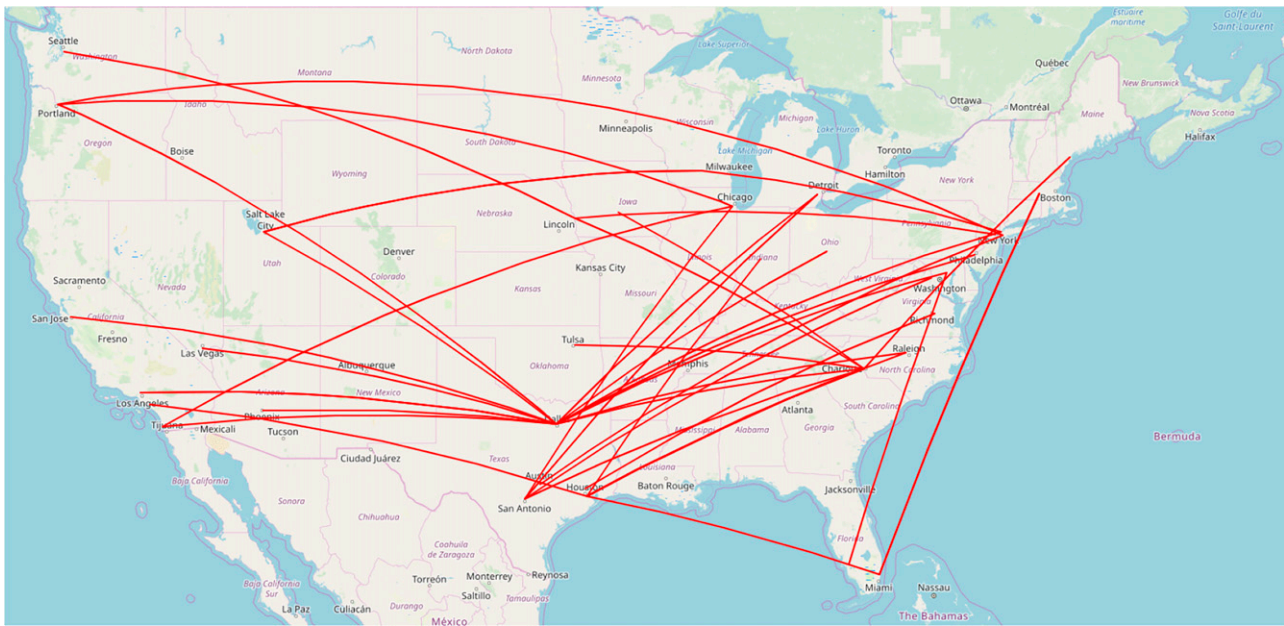 Estuaire
maritime
Golfe du
Saint-Laurent
Seattle
Washington
North Dakota
Lake Superior
Québec
Montana
Minnesota
New Brunswick
Ottawa
Montréal
Portland
Idaho
Maine
Nova Scotia
Michigan
Wisconsin
Minneapolis
Lake Huron
Halifax
Oregon
South Dakota
Toronto
Boise
Lake Michigan
Milwaukee
Hamilton
Wyoming
New York
Detroit
Chicago
Boston
Iowa
Nebraska
Salt Lake
City
Lincoln
Pennsylvania
New York
Ohio
Denver
Utah
Illinois
Indiana
Philadelphia
Kansas City
Colorado
Sacramento
West Virginia
Nevada
Washington
Kansas
Missouri
Virginia
Kentucky
San Jose
California
Richmond
Fresno
Tulsa
Las Vegas
Raleigh
Albuquerque
Oklahoma
Memphis
North Carolina
Arizona
New Mexico
Los Angeles
South Carolina
Atlanta
Phoenix
Tijuana
Mexicali
Tucson
Mississippi
Alabama
Georgia
Bermuda
Ciudad Juárez
Texas
Louisiana
Austin
Baja California
Houston
Baton Rouge
Jacksonville
Sonora
San Antonio
Chihuahua
Florida
Coahuila
de Zaragoza
Baja California
Sur
Torreón
Monterrey
Reynosa
Miami
Nassau
Saltillo
Tamaulipas
La Paz
Culiacán
Durango
The Bahamas
México